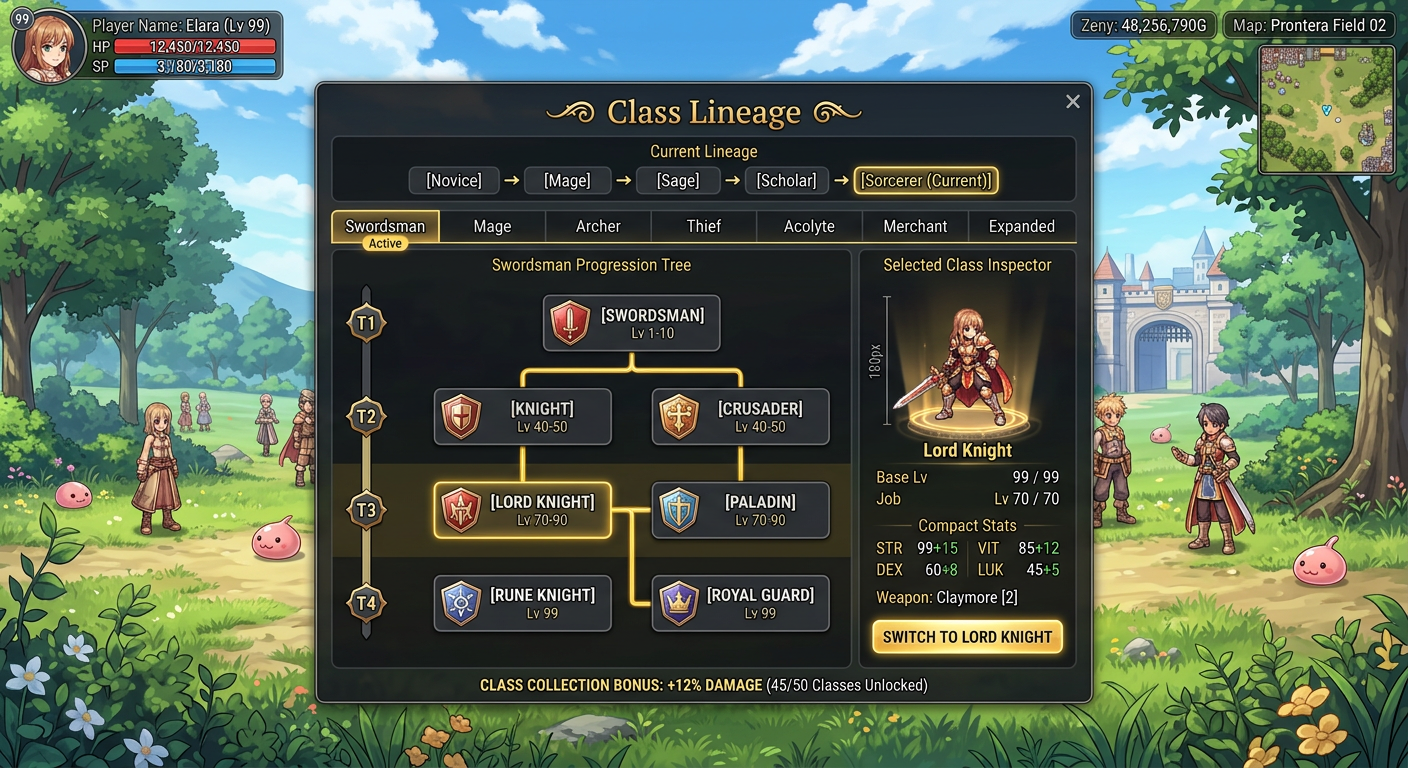 99
Player Name: Elara (Lv 99)
HP 12,450/12,450
SP 3,780/3,180
Zeny: 48,256,790G
Map: Prontera Field 02
Class Lineage
Current Lineage
[Novice] → [Mage] → [Sage] → [Scholar] → [Sorcerer (Current)]
Swordsman Mage Archer Thief Acolyte Merchant Expanded
Active
Swordsman Progression Tree
T1
[SWORDSMAN]
Lv 1-10
T2
[KNIGHT]
Lv 40-50
[CRUSADER]
Lv 40-50
T3
[LORD KNIGHT]
Lv 70-90
[PALADIN]
Lv 70-90
T4
[RUNE KNIGHT]
Lv 99
[ROYAL GUARD]
Lv 99
Selected Class Inspector
180px
Lord Knight
Base Lv 99 / 99
Job Lv 70 / 70
Compact Stats
STR 99+15 VIT 85+12
DEX 60+8 LUK 45+5
Weapon: Claymore [2]
SWITCH TO LORD KNIGHT
CLASS COLLECTION BONUS: +12% DAMAGE (45/50 Classes Unlocked)